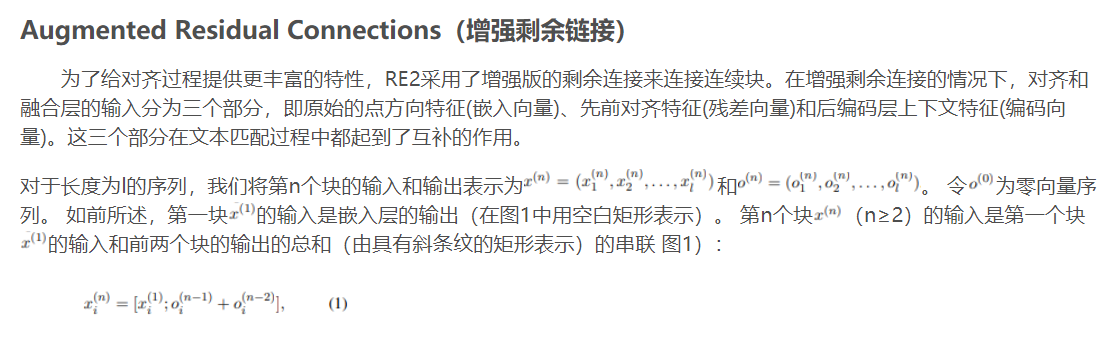 Augmented Residual Connections（增强剩余链接）
为了给对齐过程提供更丰富的特性，RE2采用了增强版的剩余连接来连接连续块。在增强剩余连接的情况下，对齐和
融合层的输入分为三个部分，即原始的点方向特征(嵌入向量)、先前对齐特征(残差向量)和后编码层上下文特征(编码向
量)。这三个部分在文本匹配过程中都起到了互补的作用。
对于长度为l的序列，我们将第n个块的输入和输出表示为x^{(n)} = (x_1^{(n)}, x_2^{(n)}, ..., x_l^{(n)})和o^{(n)} = (o_1^{(n)}, o_2^{(n)}, ..., o_l^{(n)})。 令o^{(0)}为零向量序
列。 如前所述，第一块x^{(1)}的输入是嵌入层的输出（在图1中用空白矩形表示）。 第n个块x^{(n)}（n≥2）的输入是第一个块
x^{(1)}的输入和前两个块的输出的总和（由具有斜条纹的矩形表示）的串联 图1）：
x_i^{(n)} = [x_i^{(1)}; o_i^{(n-1)} + o_i^{(n-2)}], (1)